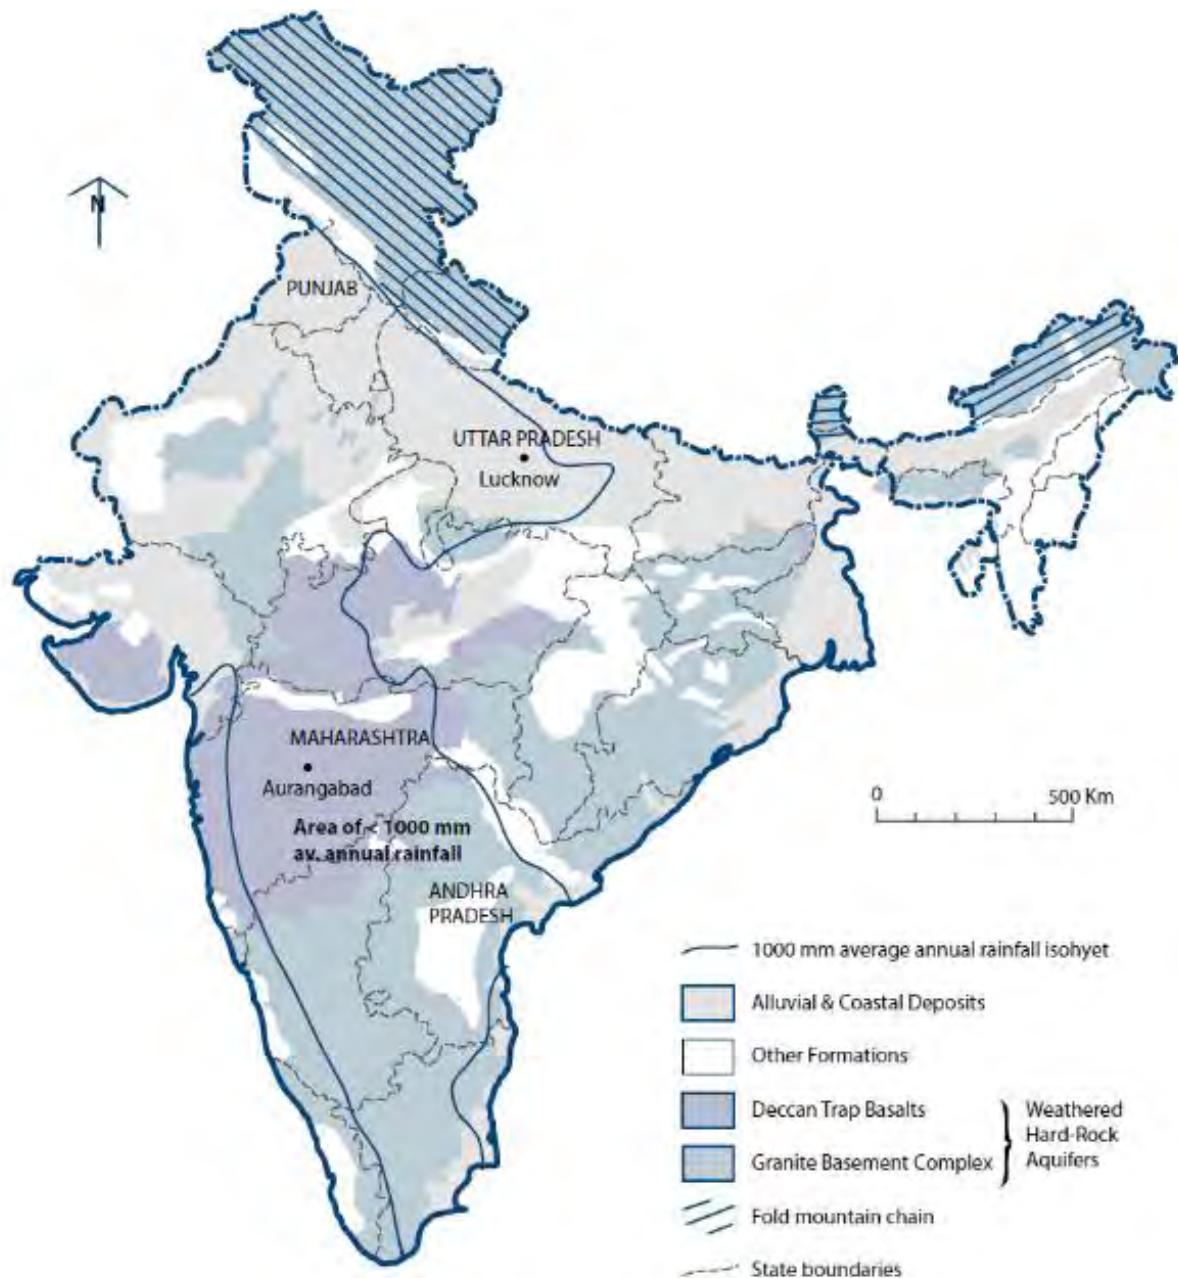 N
PUNJAB
UTTAR PRADESH
Lucknow
MAHARASHTRA
Aurangabad
Area of < 1000 mm
av. annual rainfall
ANDHRA
PRADESH
0 500 Km
1000 mm average annual rainfall isohyet
Alluvial & Coastal Deposits
Other Formations
Deccan Trap Basalts
Granite Basement Complex
Weathered
Hard-Rock
Aquifers
Fold mountain chain
State boundaries